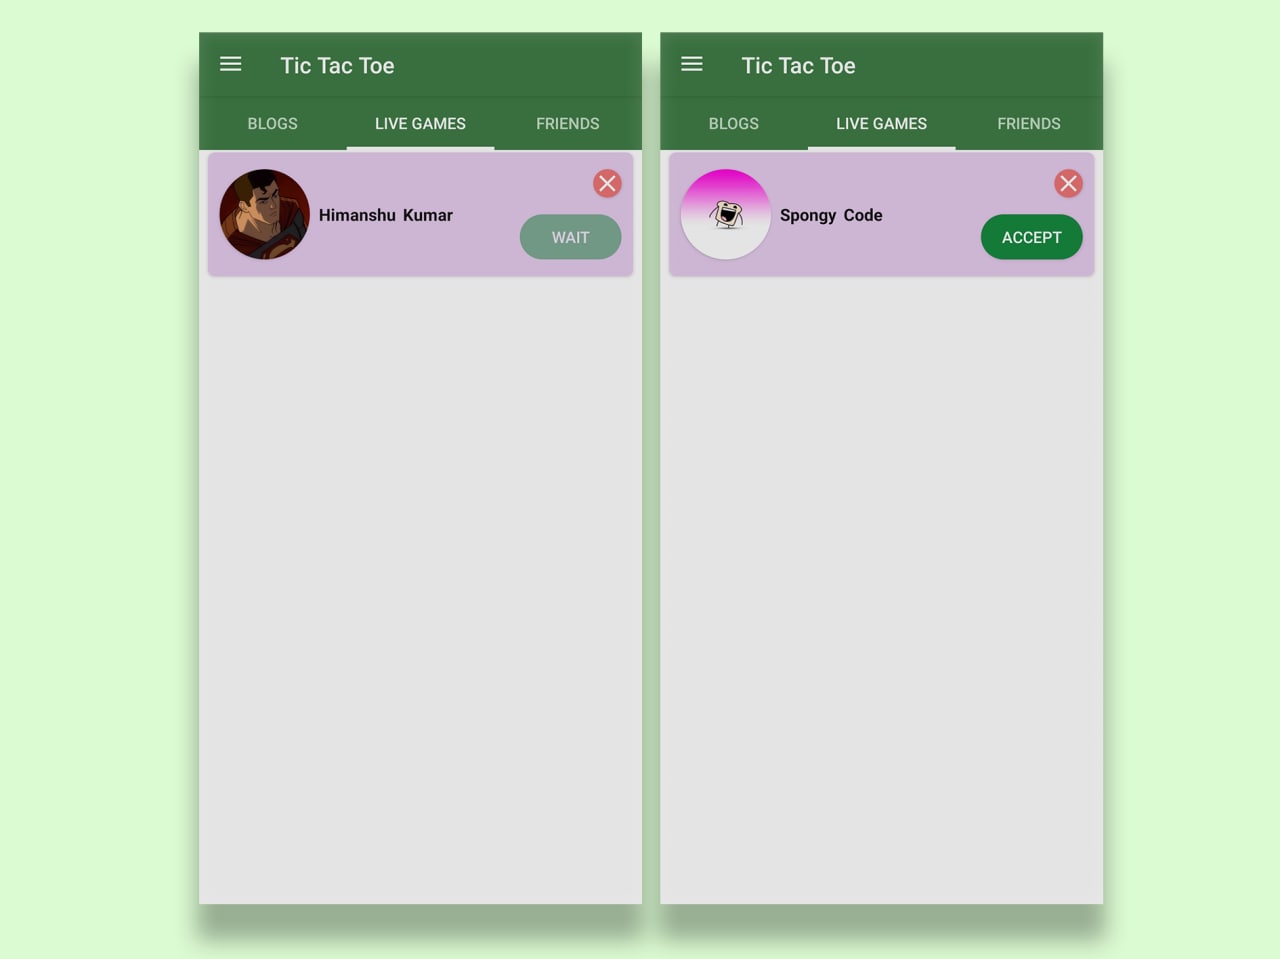 Tic Tac Toe
BLOGS LIVE GAMES FRIENDS
Himanshu Kumar
WAIT
Tic Tac Toe
BLOGS LIVE GAMES FRIENDS
Spongy Code
ACCEPT